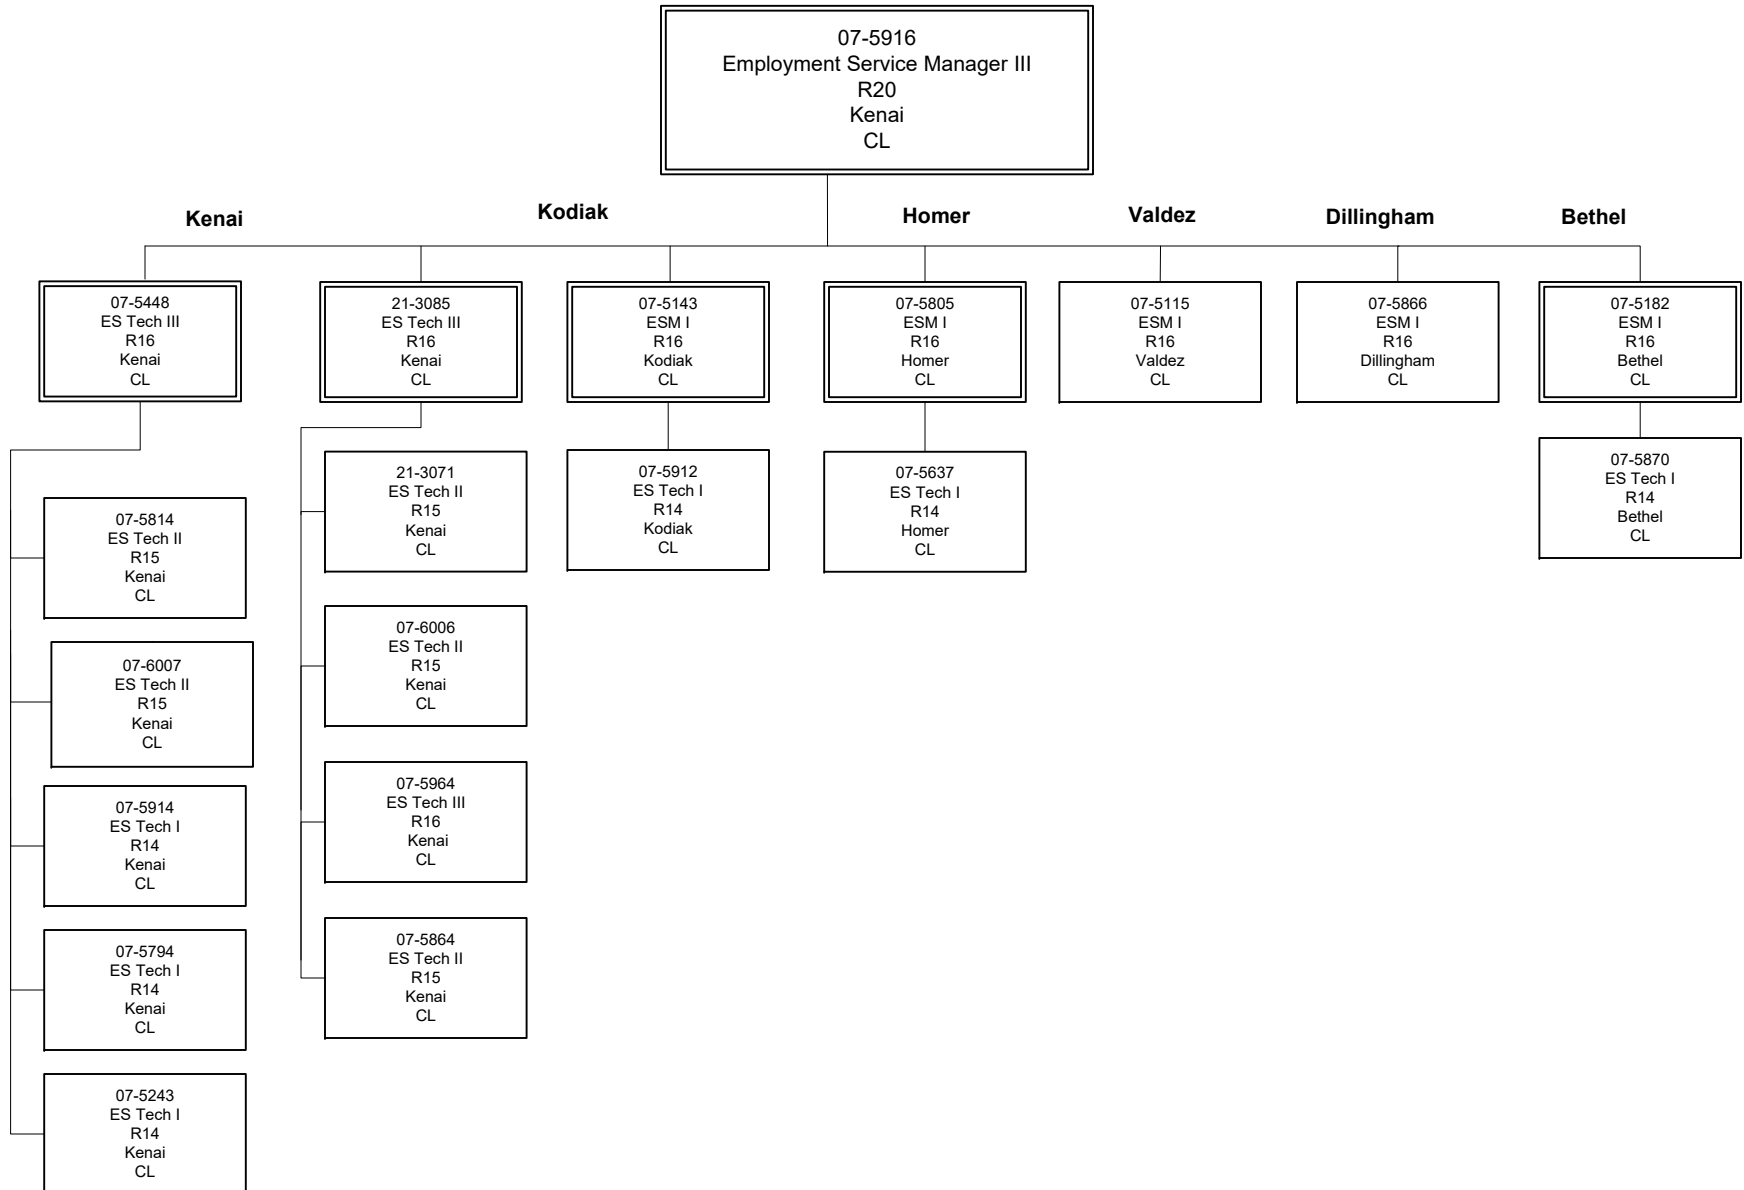 07-5916
Employment Service Manager III
R20
Kenai
CL
Kenai
Kodiak
Homer
Valdez
Dillingham
Bethel
07-5448
ES Tech III
R16
Kenai
CL
21-3085
ES Tech III
R16
Kenai
CL
07-5143
ESM I
R16
Kodiak
CL
07-5805
ESM I
R16
Homer
CL
07-5115
ESM I
R16
Valdez
CL
07-5866
ESM I
R16
Dillingham
CL
07-5182
ESM I
R16
Bethel
CL
07-5814
ES Tech II
R15
Kenai
CL
07-6007
ES Tech II
R15
Kenai
CL
07-5914
ES Tech I
R14
Kenai
CL
07-5794
ES Tech I
R14
Kenai
CL
07-5243
ES Tech I
R14
Kenai
CL
21-3071
ES Tech II
R15
Kenai
CL
07-6006
ES Tech II
R15
Kenai
CL
07-5964
ES Tech III
R16
Kenai
CL
07-5864
ES Tech II
R15
Kenai
CL
07-5912
ES Tech I
R14
Kodiak
CL
07-5637
ES Tech I
R14
Homer
CL
07-5870
ES Tech I
R14
Bethel
CL